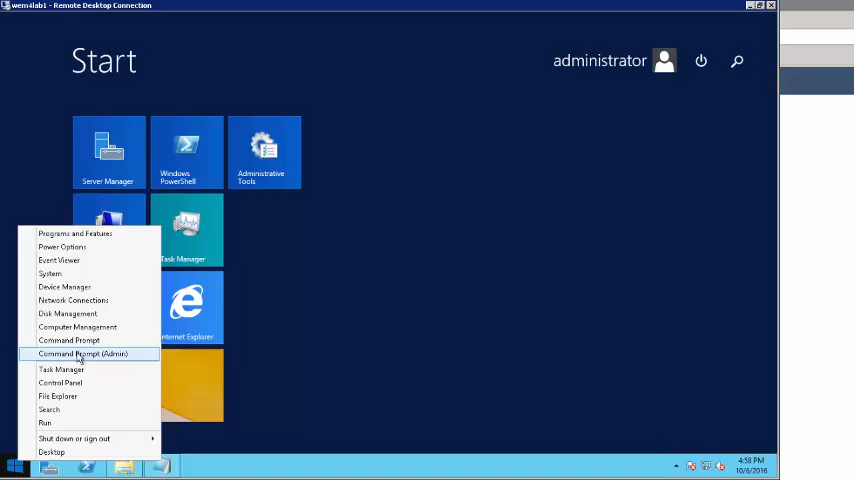 wem4lab1 - Remote Desktop Connection
Start
administrator
Server Manager
Windows
PowerShell
Administrative
Tools
Task Manager
Internet Explorer
Programs and Features
Power Options
Event Viewer
System
Device Manager
Network Connections
Disk Management
Computer Management
Command Prompt
Command Prompt (Admin)
Task Manager
Control Panel
File Explorer
Search
Run
Shut down or sign out
Desktop
4:58 PM
10/6/2016